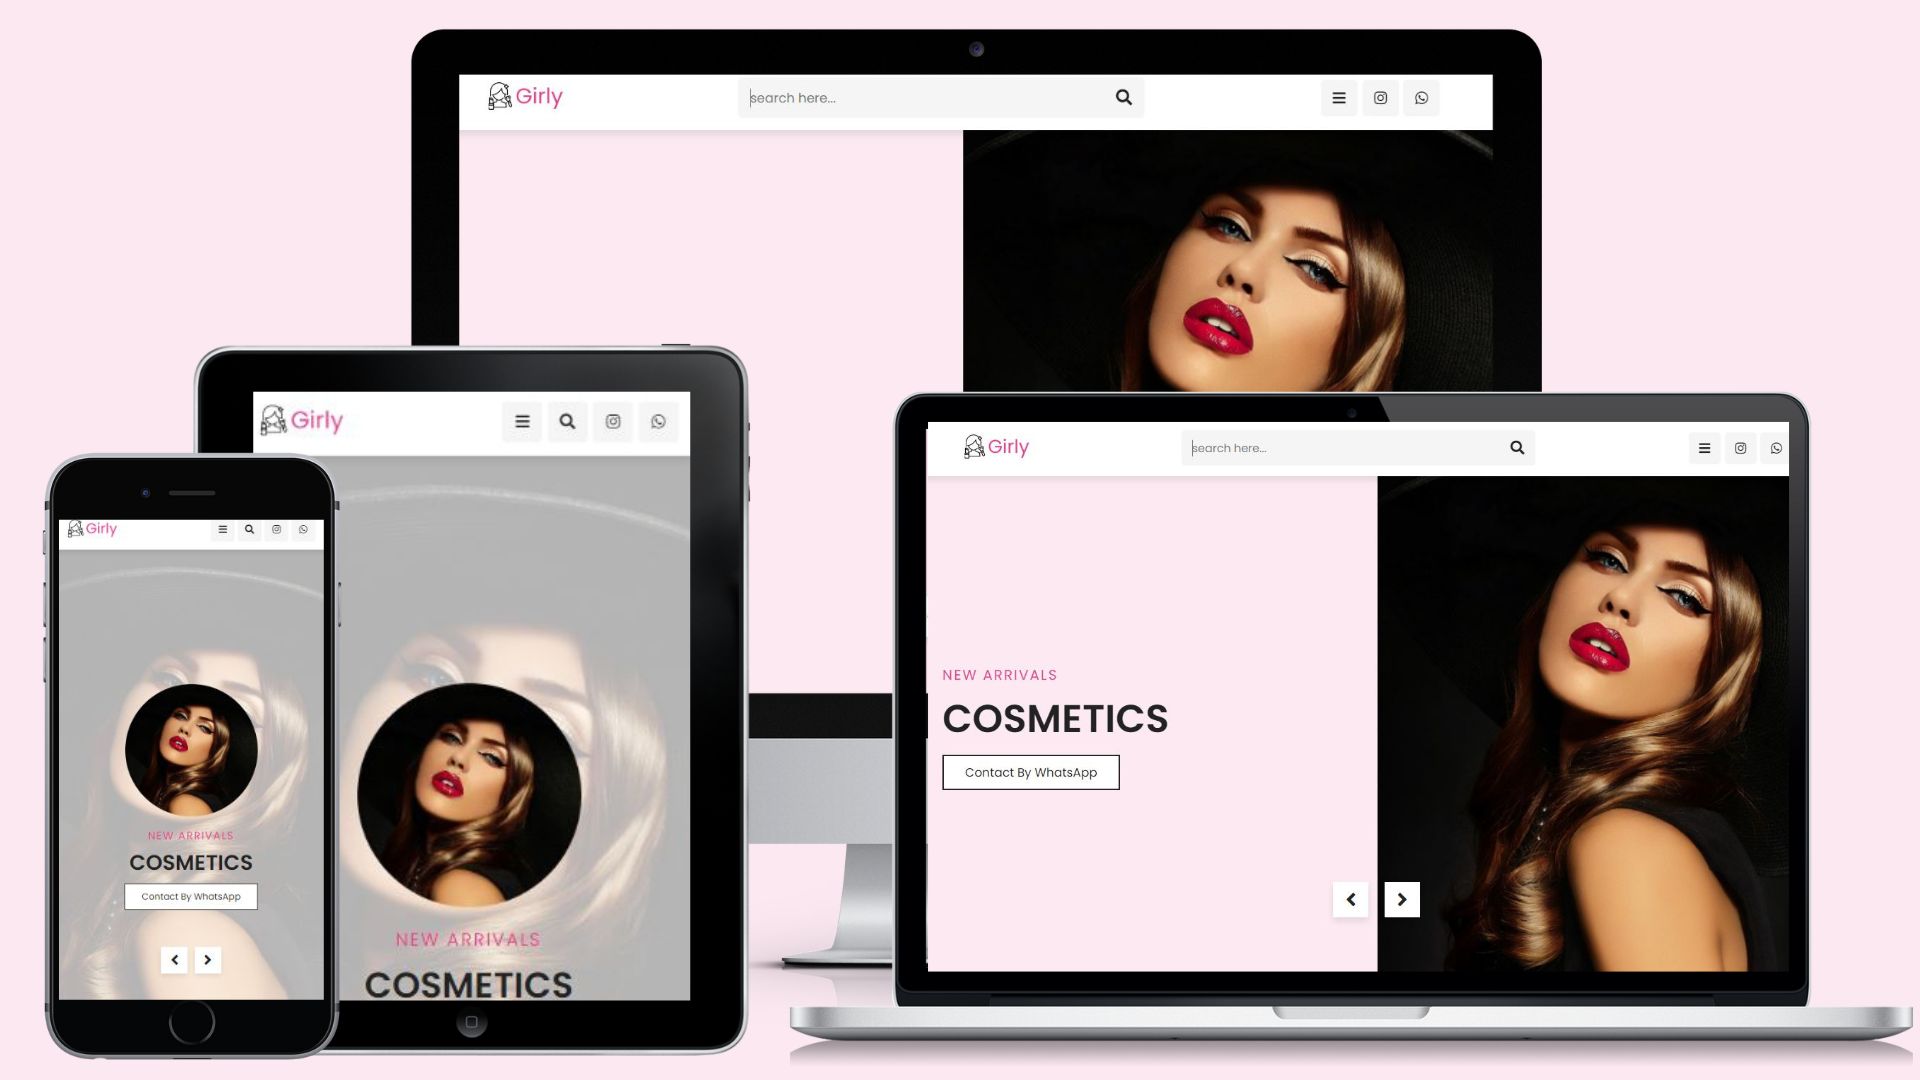 Girly
search here...
Girly
Girly
search here...
Girly
NEW ARRIVALS
COSMETICS
Contact By WhatsApp
NEW ARRIVALS
COSMETICS
Contact By WhatsApp
NEW ARRIVALS
COSMETICS